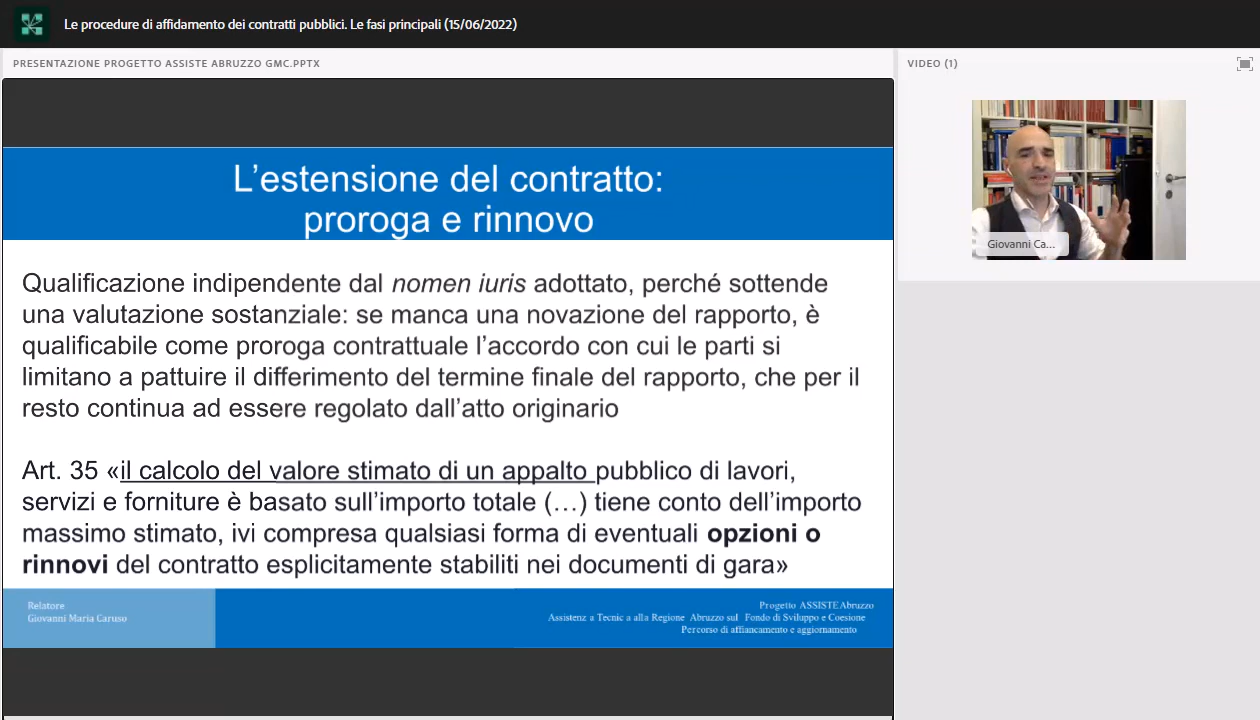 Le procedure di affidamento dei contratti pubblici. Le fasi principali (15/06/2022)
PRESENTAZIONE PROGETTO ASSISTE ABRUZZO GMC.PPTX
VIDEO (1)
L'estensione del contratto:
proroga e rinnovo
Qualificazione indipendente dal nomen iuris adottato, perché sottende
una valutazione sostanziale: se manca una novazione del rapporto, è
qualificabile come proroga contrattuale l'accordo con cui le parti si
limitano a pattuire il differimento del termine finale del rapporto, che per il
resto continua ad essere regolato dall'atto originario
Art. 35 «il calcolo del valore stimato di un appalto pubblico di lavori,
servizi e forniture è basato sull'importo totale (…) tiene conto dell'importo
massimo stimato, ivi compresa qualsiasi forma di eventuali opzioni o
rinnovi del contratto esplicitamente stabiliti nei documenti di gara»
Relatore
Giovanni Maria Caruso
Progetto ASSISTE Abruzzo
Assistenz a Tecnic a alla Regione Abruzzo sul Fondo di Sviluppo e Coesione
Percorso di affiancamento e aggiornamento
Giovanni Ca...